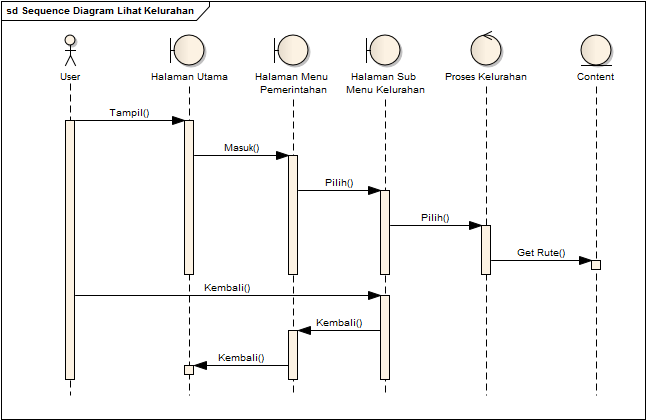 sd Sequence Diagram Lihat Kelurahan
User
Halaman Utama
Halaman Menu
Pemerintahan
Halaman Sub
Menu Kelurahan
Proses Kelurahan
Content
Tampil()
Masuk()
Pilih()
Pilih()
Get Rute()
Kembali()
Kembali()
Kembali()